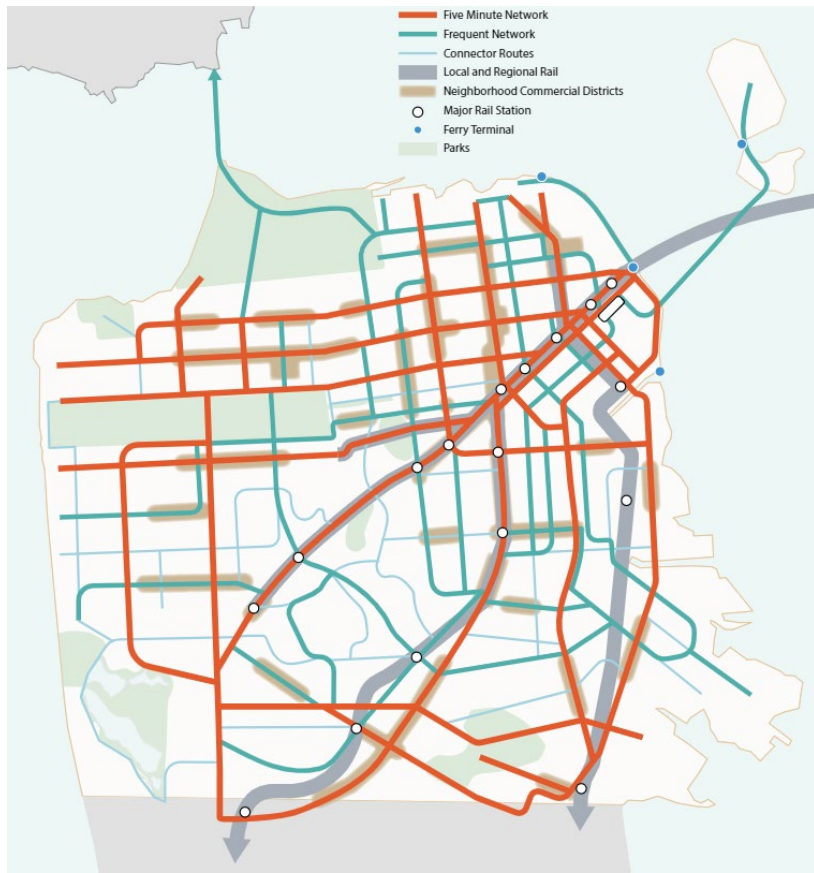 Five Minute Network
Frequent Network
Connector Routes
Local and Regional Rail
Neighborhood Commercial Districts
Major Rail Station
Ferry Terminal
Parks